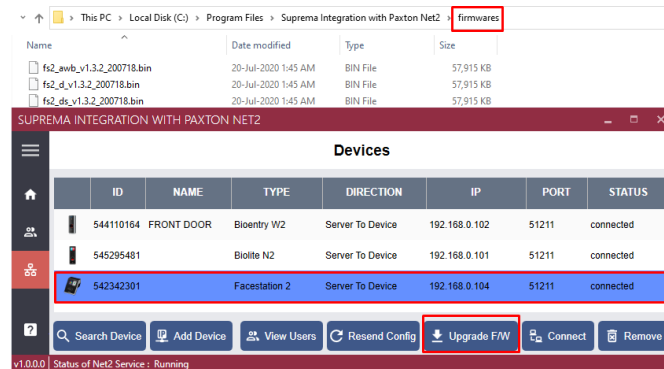 This PC > Local Disk (C:) > Program Files > Suprema Integration with Paxton Net2 > firmwares
Name Date modified Type Size
fs2_awb_v1.3.2_200718.bin 20-Jul-2020 1:45 AM BIN File 57,915 KB
fs2_d_v1.3.2_200718.bin 20-Jul-2020 1:45 AM BIN File 57,915 KB
fs2_ds_v1.3.2_200718.bin 20-Jul-2020 1:45 AM BIN File 57,915 KB
SUPREMA INTEGRATION WITH PAXTON NET2
Devices
ID NAME TYPE DIRECTION IP PORT STATUS
544110164 FRONT DOOR Bioentry W2 Server To Device 192.168.0.102 51211 connected
545295481 Biolite N2 Server To Device 192.168.0.101 51211 connected
542342301 Facestation 2 Server To Device 192.168.0.104 51211 connected
Search Device Add Device View Users Resend Config Upgrade F/W Connect Remove
v1.0.0.0 Status of Net2 Service : Running